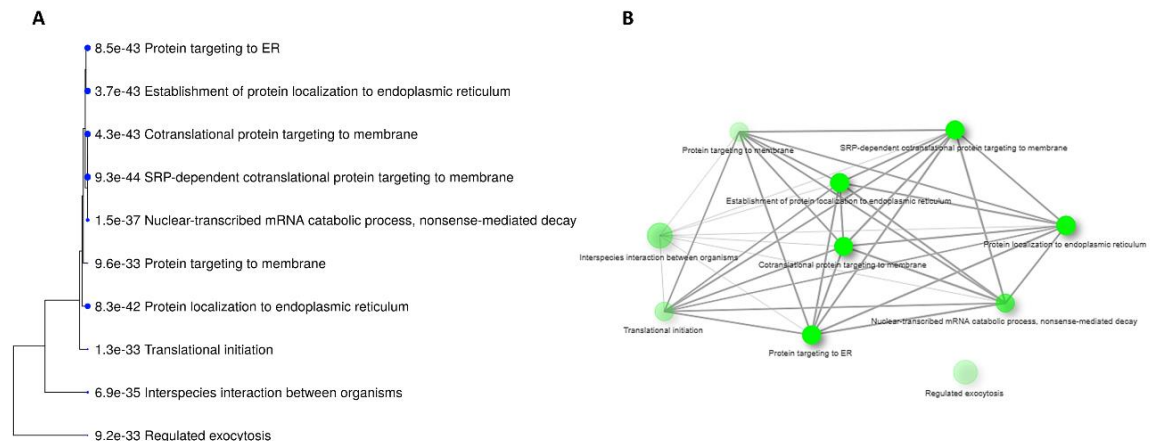 A
8.5e-43 Protein targeting to ER
3.7e-43 Establishment of protein localization to endoplasmic reticulum
4.3e-43 Cotranslational protein targeting to membrane
9.3e-44 SRP-dependent cotranslational protein targeting to membrane
1.5e-37 Nuclear-transcribed mRNA catabolic process, nonsense-mediated decay
9.6e-33 Protein targeting to membrane
8.3e-42 Protein localization to endoplasmic reticulum
1.3e-33 Translational initiation
6.9e-35 Interspecies interaction between organisms
9.2e-33 Regulated exocytosis
B
Protein targeting to membrane
SRP-dependent cotranslational protein targeting to membrane
Establishment of protein localization to endoplasmic reticulum
Protein localization to endoplasmic reticulum
Interspecies interaction between organisms
Cotranslational protein targeting to membrane
Nuclear-transcribed mRNA catabolic process, nonsense-mediated decay
Translational initiation
Protein targeting to ER
Regulated exocytosis